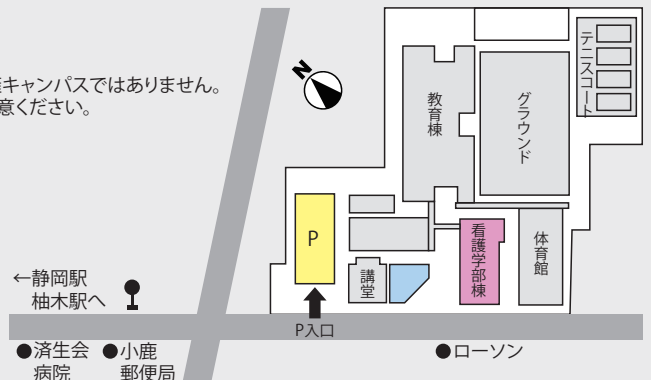 キャンパスではありません。
意ください。
N
テニスコート
教育棟
グラウンド
P
看護学部棟
体育館
講堂
←静岡駅
柚木駅へ
P入口
●済生会
病院
●小鹿
郵便局
●ローソン